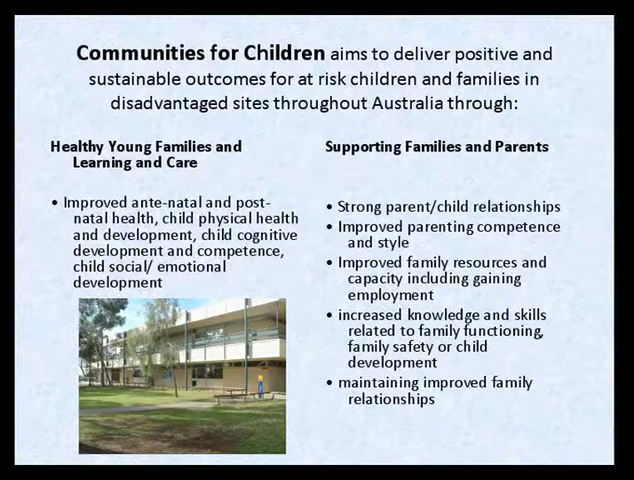 Communities for Children aims to deliver positive and
sustainable outcomes for at risk children and families in
disadvantaged sites throughout Australia through:
Healthy Young Families and
Learning and Care
• Improved ante-natal and post-
natal health, child physical health
and development, child cognitive
development and competence,
child social/ emotional
development
Supporting Families and Parents
• Strong parent/child relationships
• Improved parenting competence
and style
• Improved family resources and
capacity including gaining
employment
• increased knowledge and skills
related to family functioning,
family safety or child
development
• maintaining improved family
relationships